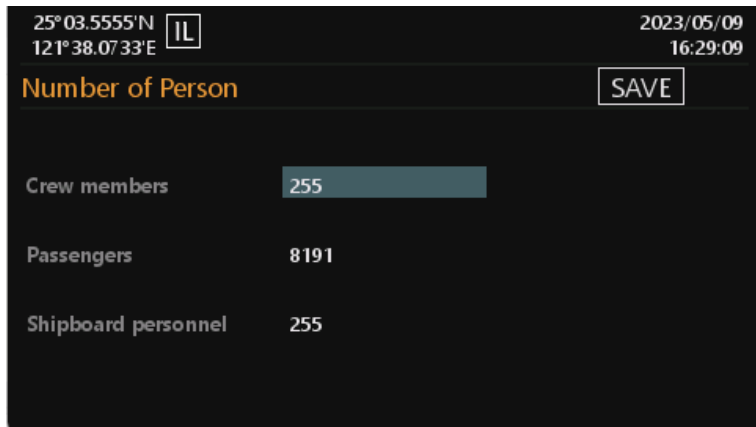 25°03.5555'N IL 2023/05/09
121°38.0733'E 16:29:09
Number of Person SAVE
Crew members 255
Passengers 8191
Shipboard personnel 255